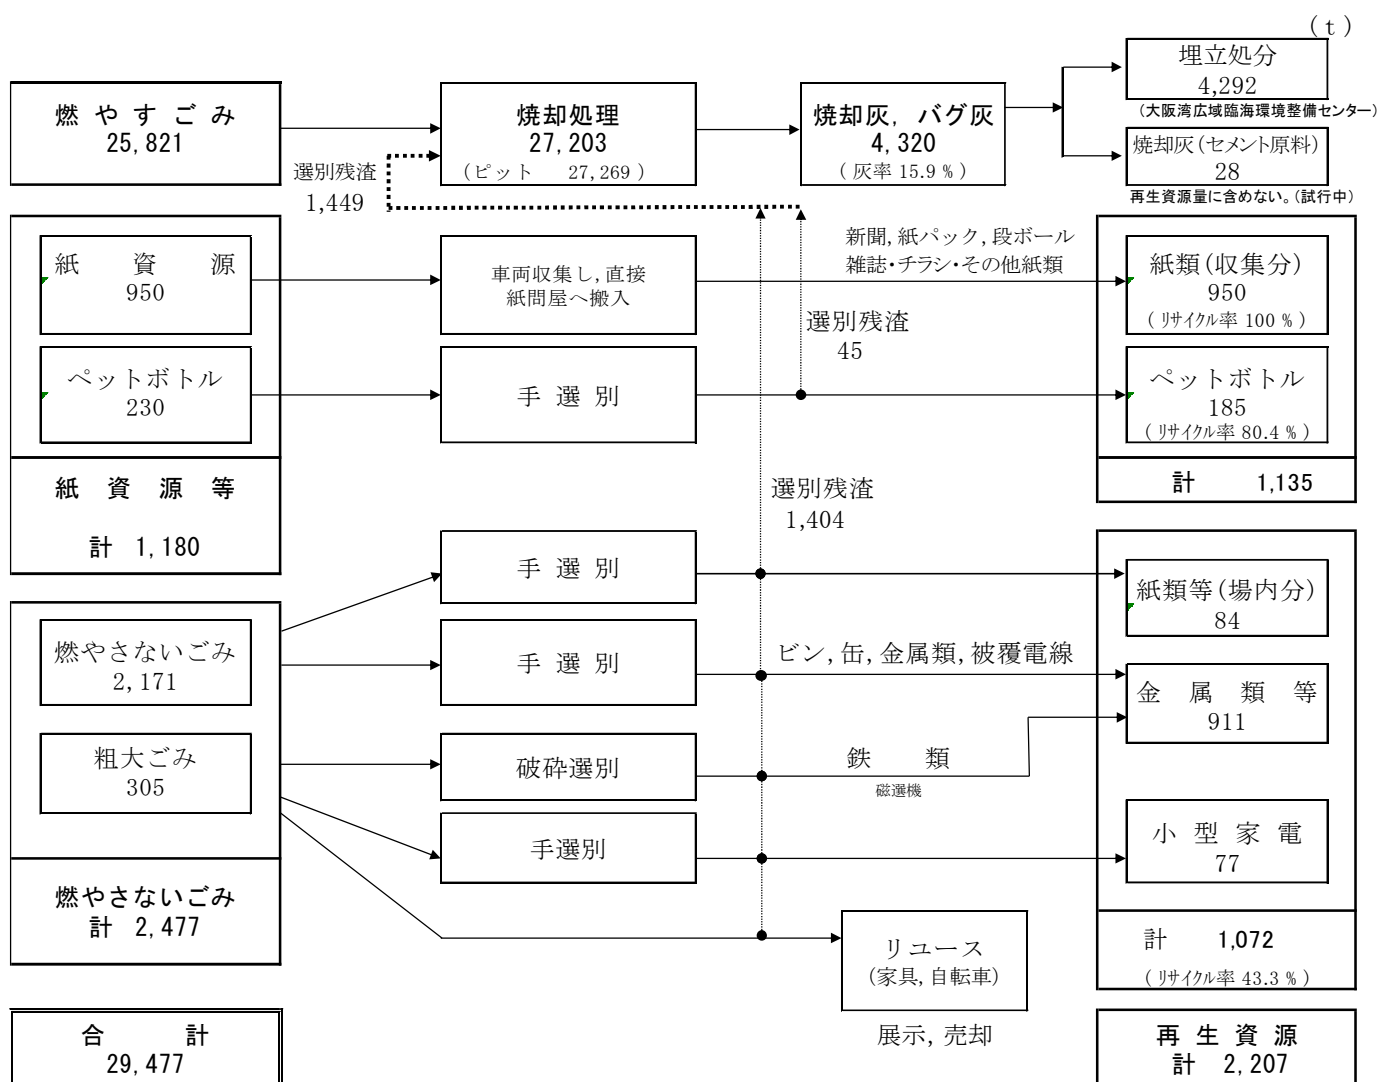 (ｔ)
燃 や す ご み
25,821
焼却処理
27,203
(ピット　27,269)
焼却灰, バグ灰
4,320
(灰率 15.9 %)
埋立処分
4,292
(大阪湾広域臨海環境整備センター)
焼却灰(セメント原料)
28
再生資源量に含めない。(試行中)
選別残渣
1,449
紙　資　源
950
車両収集し,直接
紙問屋へ搬入
新聞,紙パック,段ボール
雑誌・チラシ・その他紙類
紙類(収集分)
950
(リサイクル率 100 %)
選別残渣
45
ペットボトル
230
手 選 別
ペットボトル
185
(リサイクル率 80.4 %)
紙　資　源　等
計　1,180
計　1,135
選別残渣
1,404
手 選 別
紙類等(場内分)
84
燃やさないごみ
2,171
手 選 別
ビン,缶,金属類,被覆電線
金　属　類　等
911
粗大ごみ
305
破砕選別
鉄　類
磁選機
手選別
小 型 家 電
77
燃やさないごみ
計　2,477
リユース
(家具,自転車)
展示, 売却
計　1,072
(リサイクル率 43.3 %)
合　計
29,477
再 生 資 源
計　2,207